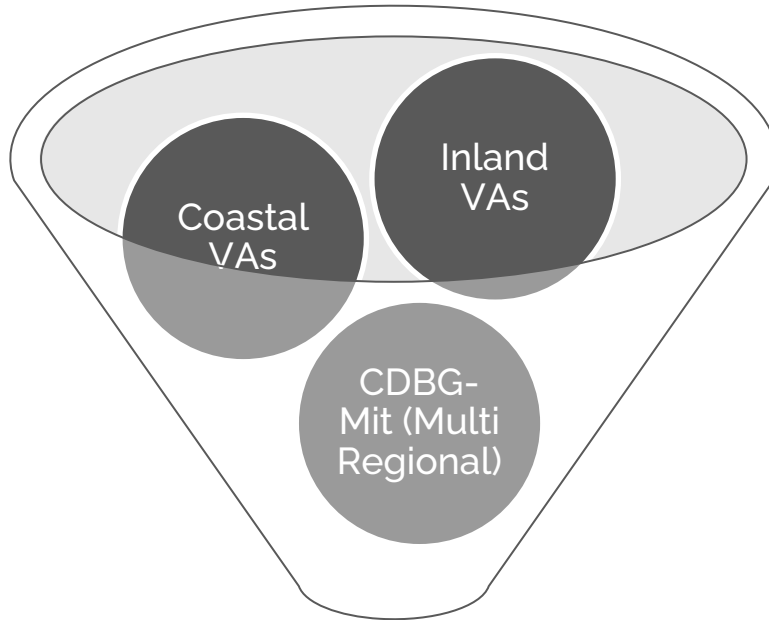 Inland
VAs
Coastal
VAs
CDBG-
Mit (Multi
Regional)